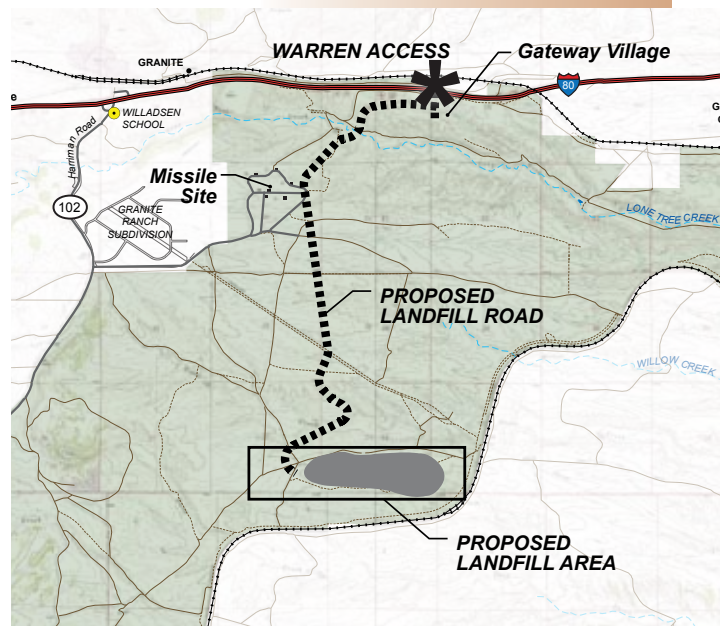 WARREN ACCESS
Gateway Village
GRANITE
80
e
WILLADSEN
SCHOOL
G
Harriman Road
Missile
Site
102
GRANITE
RANCH
SUBDIVISION
LONE TREE CREEK
PROPOSED
LANDFILL ROAD
WILLOW CREEK
PROPOSED
LANDFILL AREA